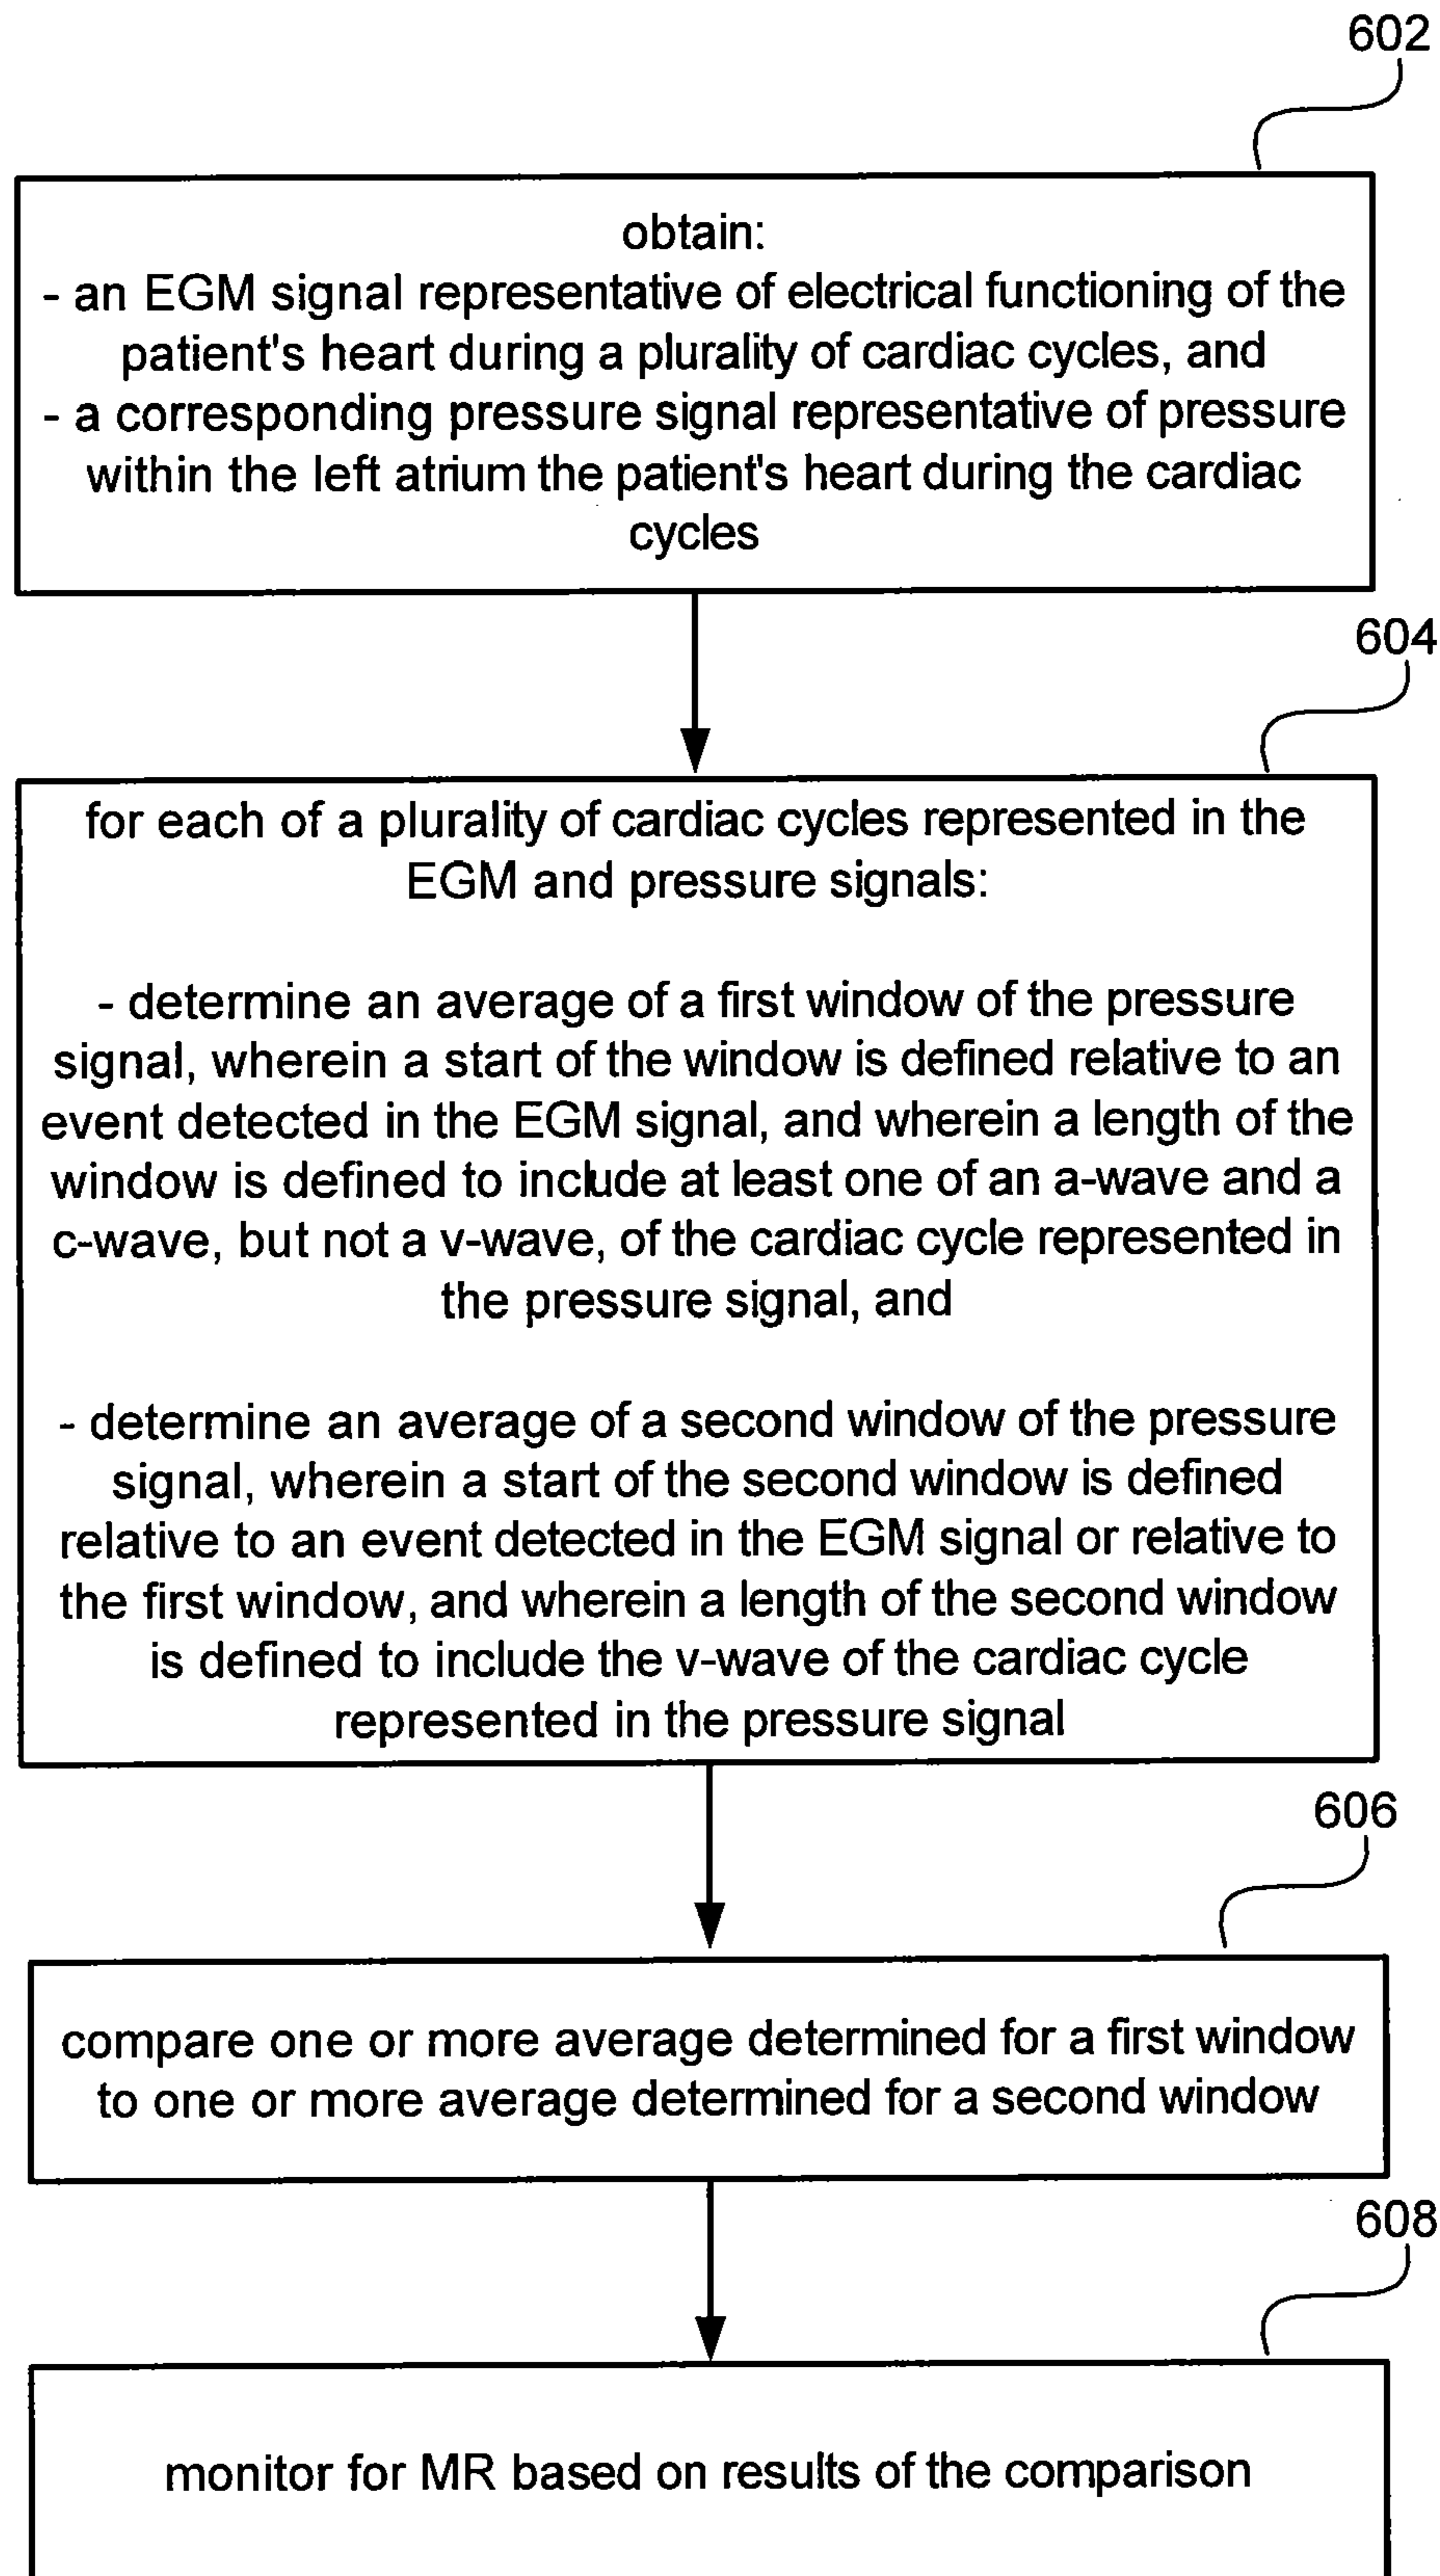 602
obtain:
- an EGM signal representative of electrical functioning of the
patient's heart during a plurality of cardiac cycles, and
- a corresponding pressure signal representative of pressure
within the left atrium the patient's heart during the cardiac
cycles
604
for each of a plurality of cardiac cycles represented in the
EGM and pressure signals:
- determine an average of a first window of the pressure
signal, wherein a start of the window is defined relative to an
event detected in the EGM signal, and wherein a length of the
window is defined to include at least one of an a-wave and a
c-wave, but not a v-wave, of the cardiac cycle represented in
the pressure signal, and
- determine an average of a second window of the pressure
signal, wherein a start of the second window is defined
relative to an event detected in the EGM signal or relative to
the first window, and wherein a length of the second window
is defined to include the v-wave of the cardiac cycle
represented in the pressure signal
606
compare one or more average determined for a first window
to one or more average determined for a second window
608
monitor for MR based on results of the comparison